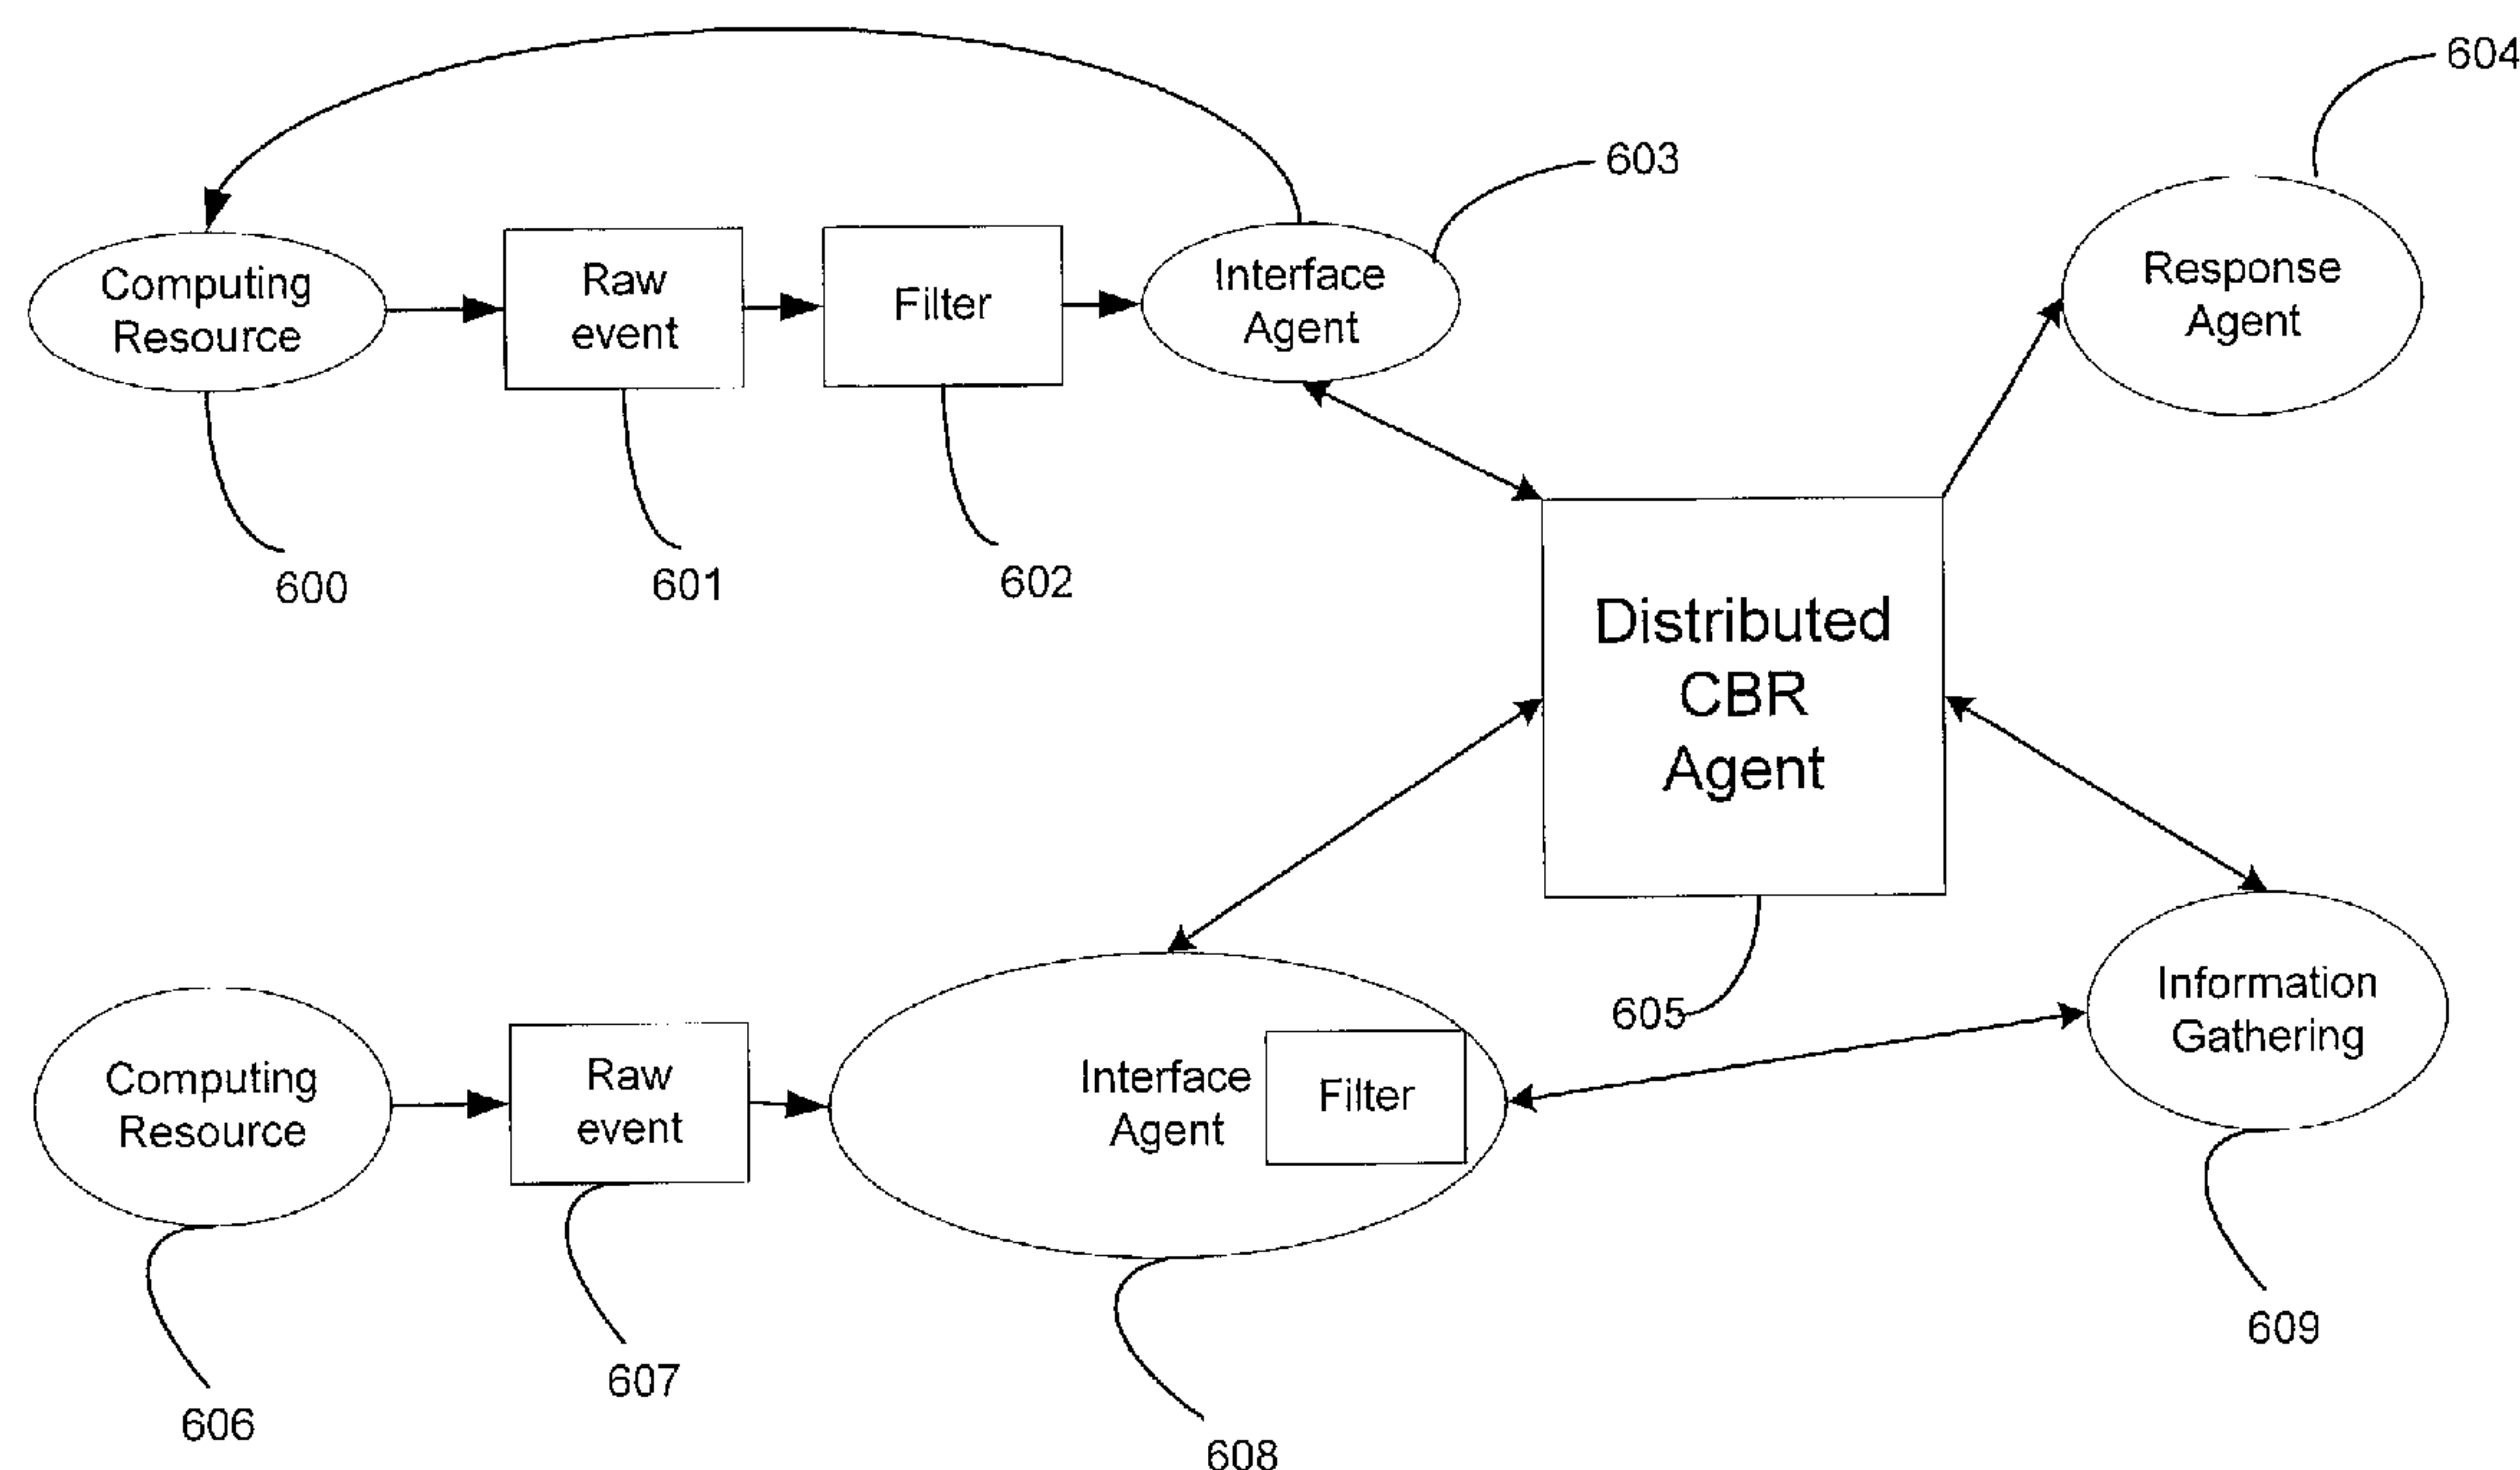 604
603
Computing
Resource
Raw
event
Filter
Interface
Agent
Response
Agent
600
601
602
Distributed
CBR
Agent
605
Computing
Resource
Raw
event
Interface
Agent
Filter
Information
Gathering
606
607
608
609